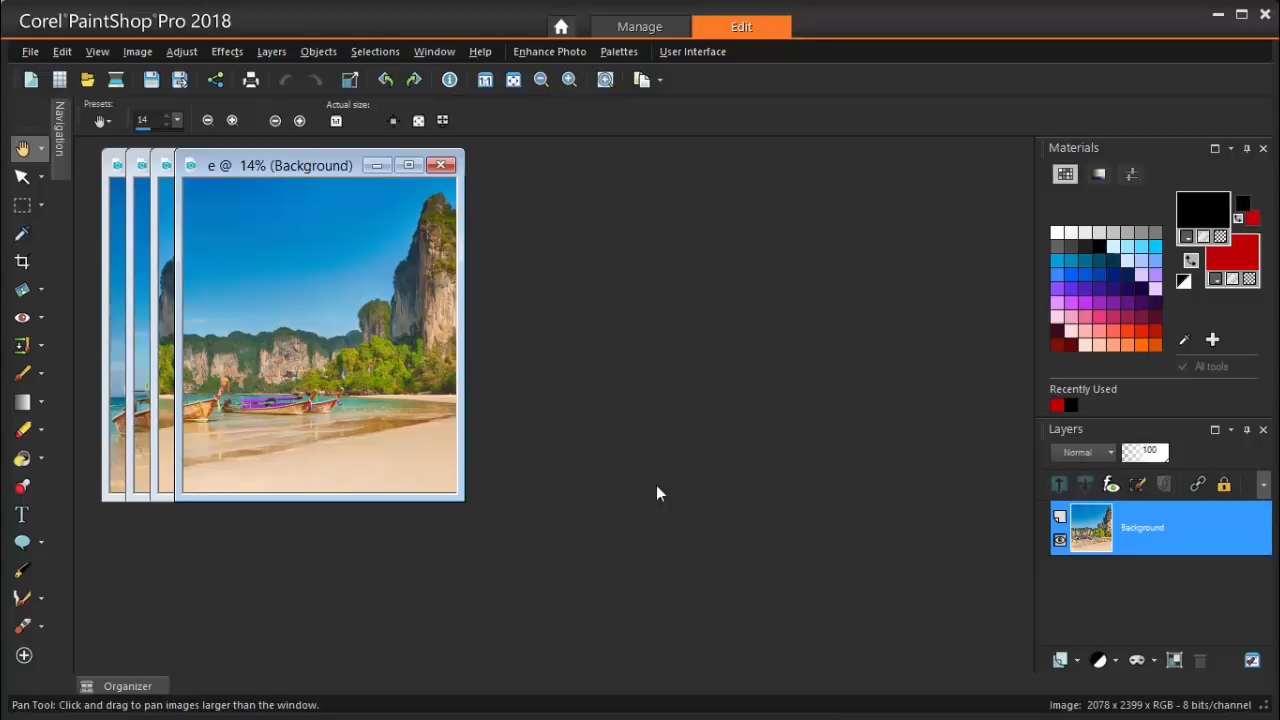 Corel® PaintShop® Pro 2018
Manage
Edit
File Edit View Image Adjust Effects Layers Objects Selections Window Help Enhance Photo Palettes User Interface
Presets:
Actual size:
14
Navigation
e @ 14% (Background)
Materials
All tools
Recently Used
Layers
Normal
100
Background
Organizer
Pan Tool: Click and drag to pan images larger than the window.
Image: 2078 x 2399 x RGB - 8 bits/channel